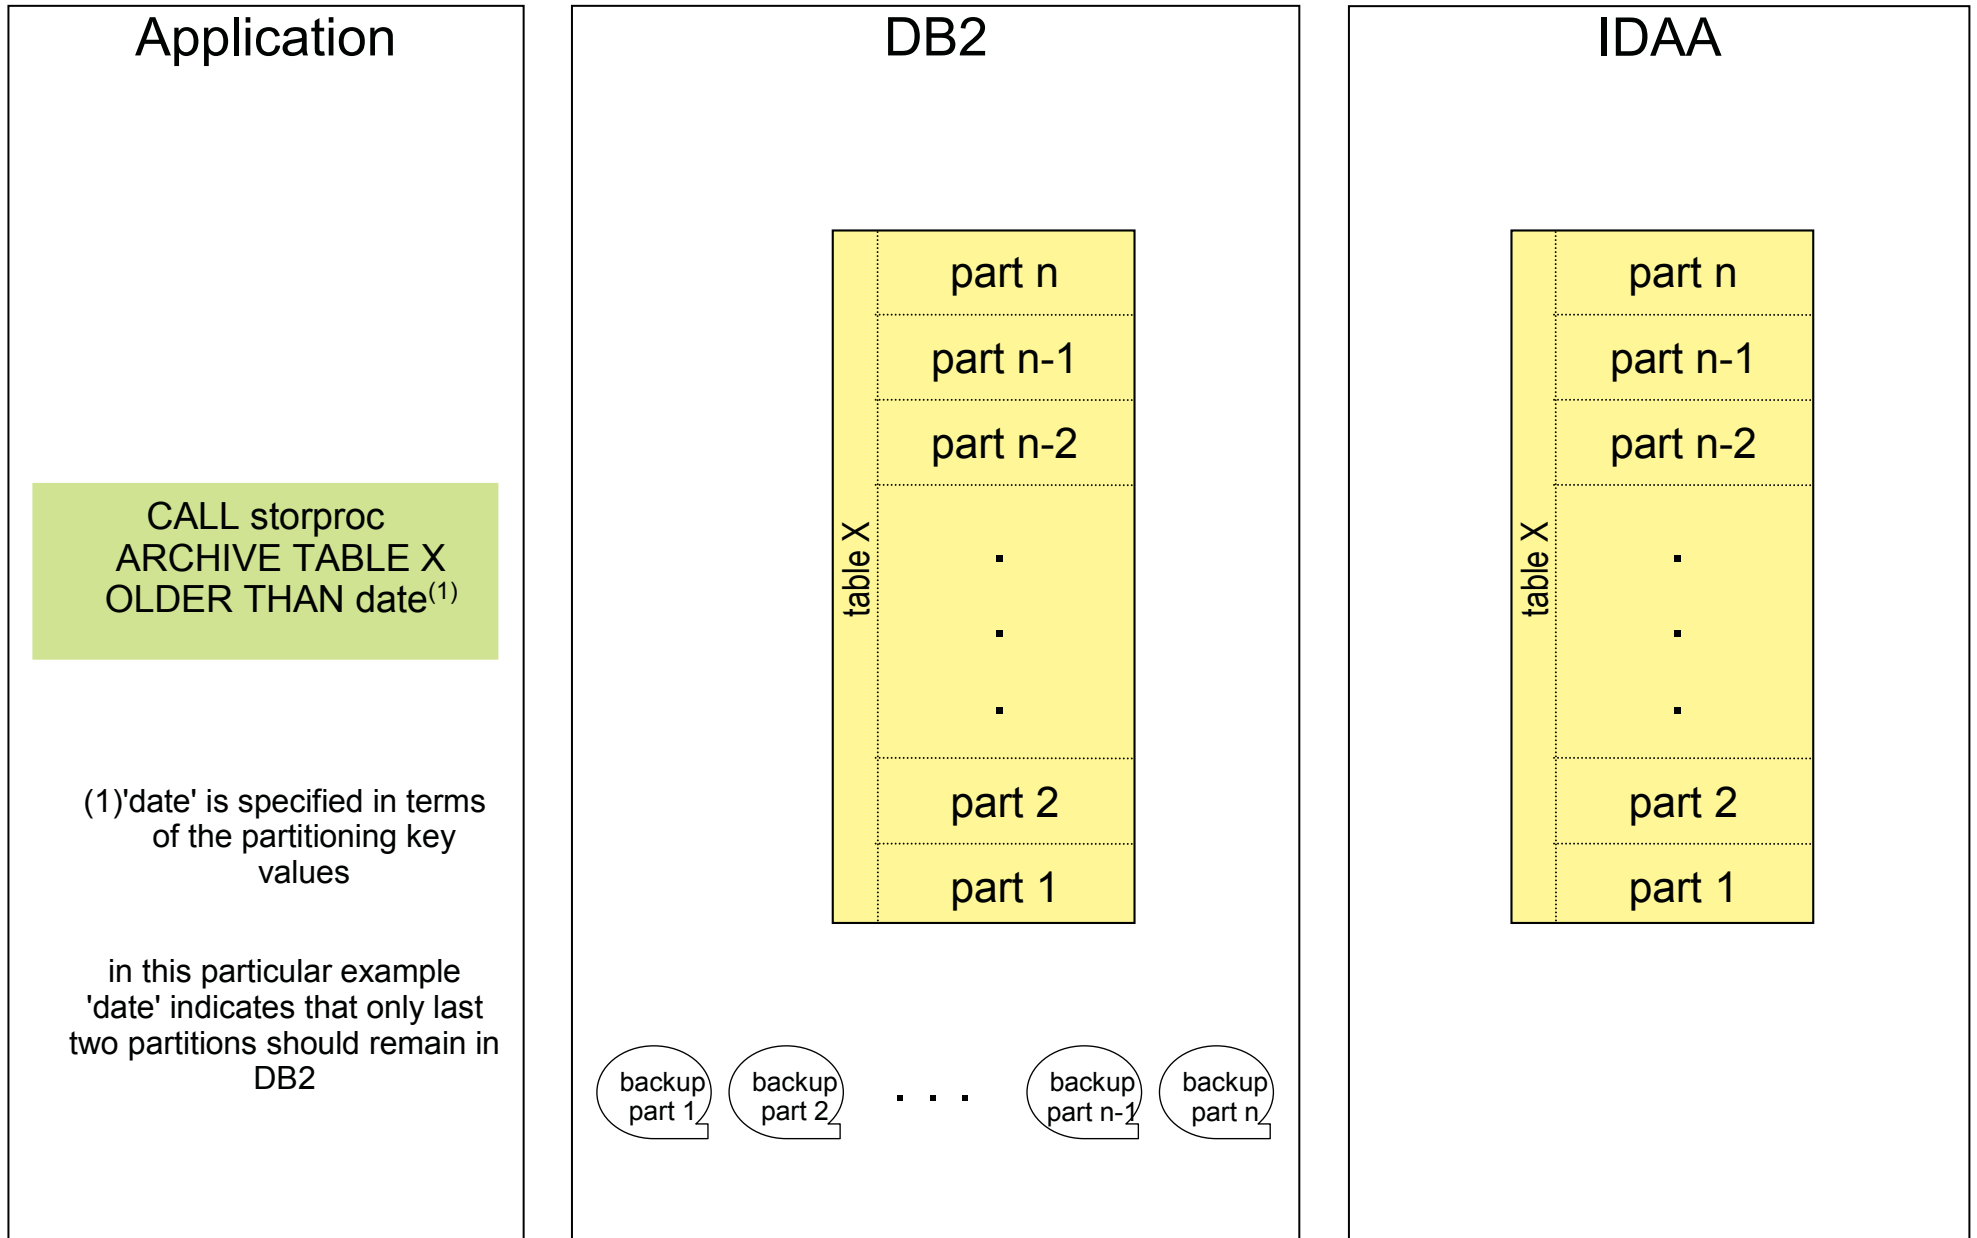 Application
CALL storproc
ARCHIVE TABLE X
OLDER THAN date(1)
(1)'date' is specified in terms
of the partitioning key
values
in this particular example
'date' indicates that only last
two partitions should remain in
DB2
DB2
table X
part n
part n-1
part n-2
.
.
.
part 2
part 1
backup
part 1
backup
part 2
. . .
backup
part n-1
backup
part n
IDAA
table X
part n
part n-1
part n-2
.
.
.
part 2
part 1